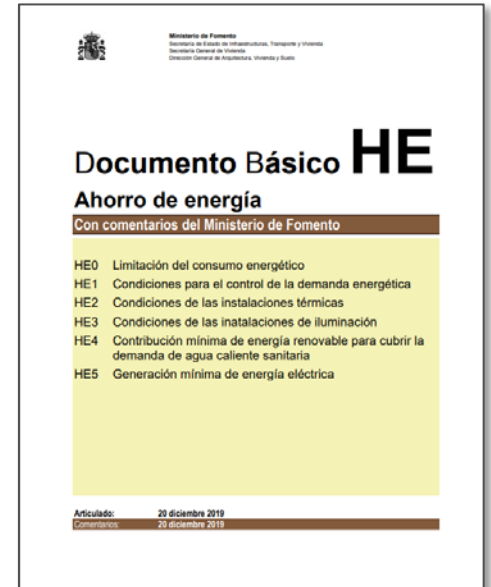 Ministerio de Fomento
Secretaría de Estado de Infraestructuras, Transporte y Vivienda
Secretaría General de Vivienda
Dirección General de Arquitectura, Vivienda y Suelo
Documento Básico HE
Ahorro de energía
Con comentarios del Ministerio de Fomento
HE0 Limitación del consumo energético
HE1 Condiciones para el control de la demanda energética
HE2 Condiciones de las instalaciones térmicas
HE3 Condiciones de las inatalaciones de iluminación
HE4 Contribución mínima de energía renovable para cubrir la
demanda de agua caliente sanitaria
HE5 Generación mínima de energía eléctrica
Articulado: 20 diciembre 2019
Comentarios: 20 diciembre 2019